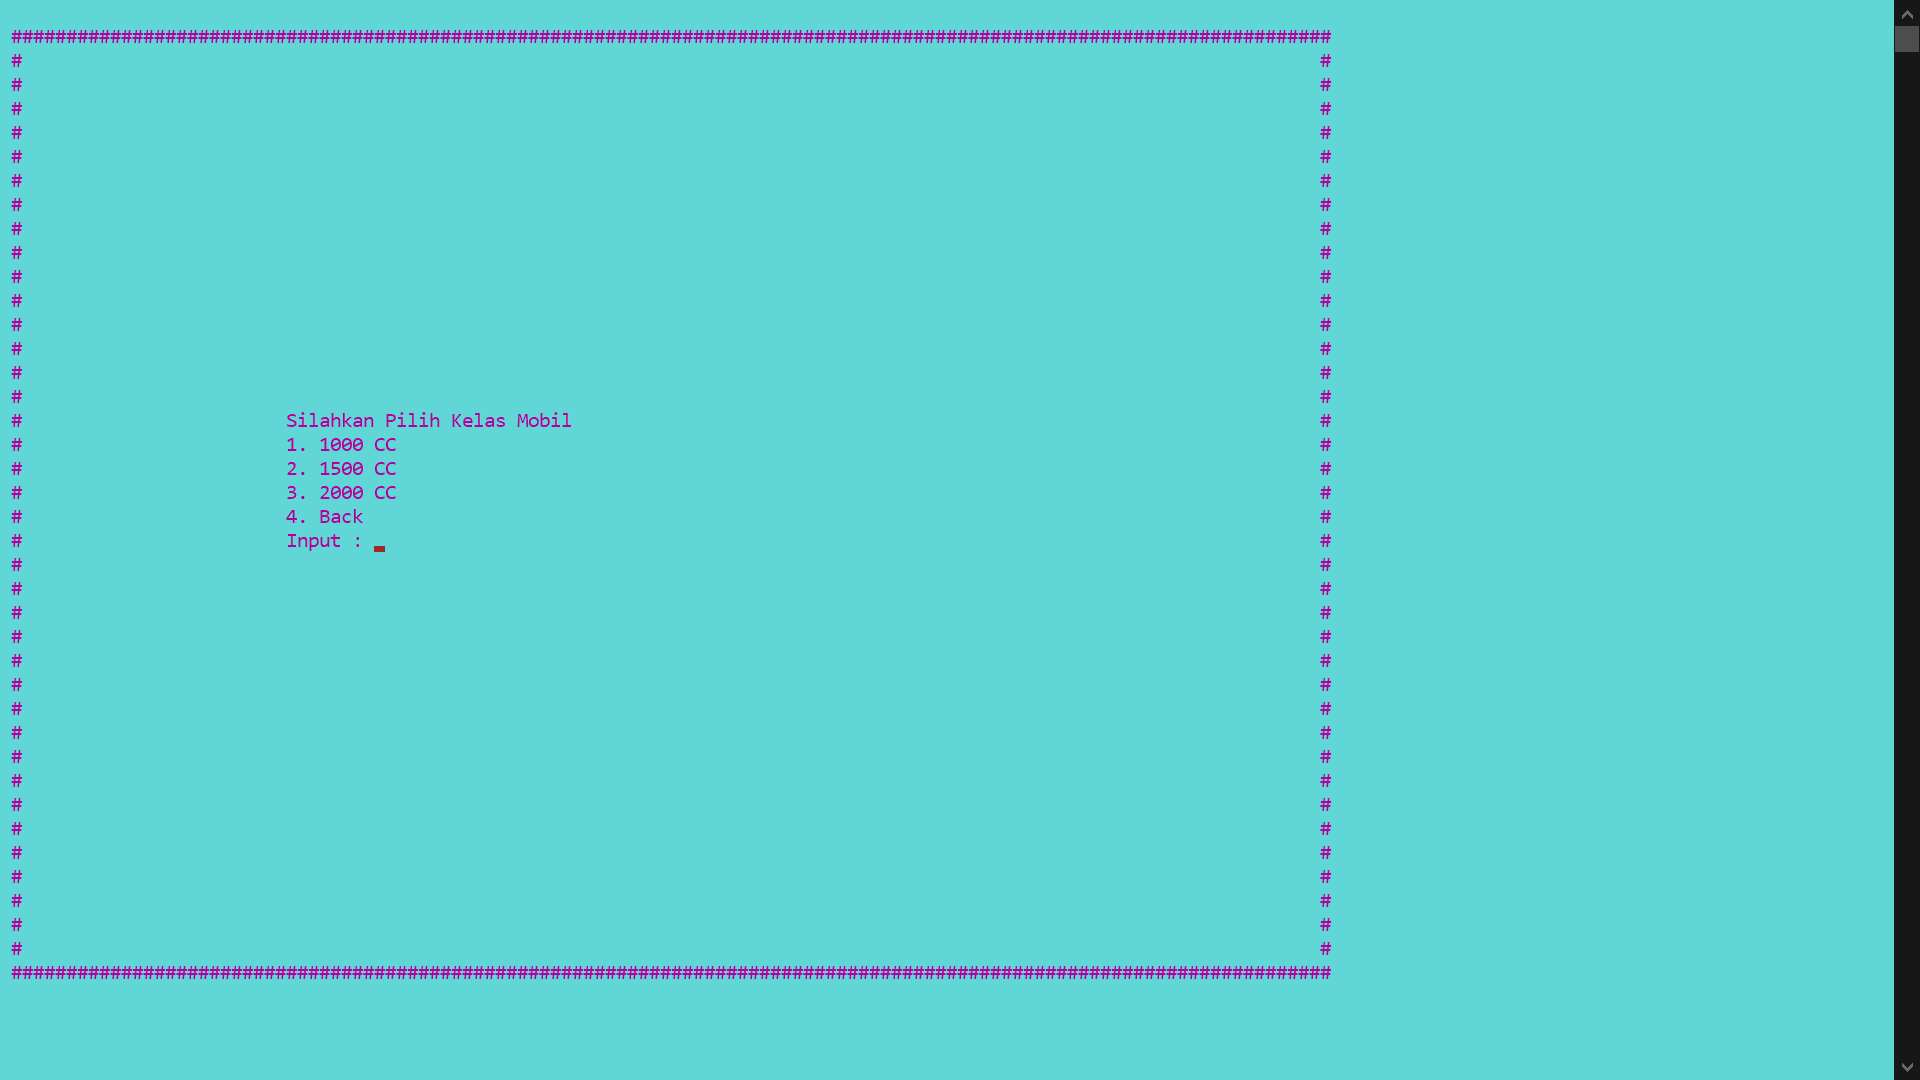 Silahkan Pilih Kelas Mobil
1. 1000 CC
2. 1500 CC
3. 2000 CC
4. Back
Input :